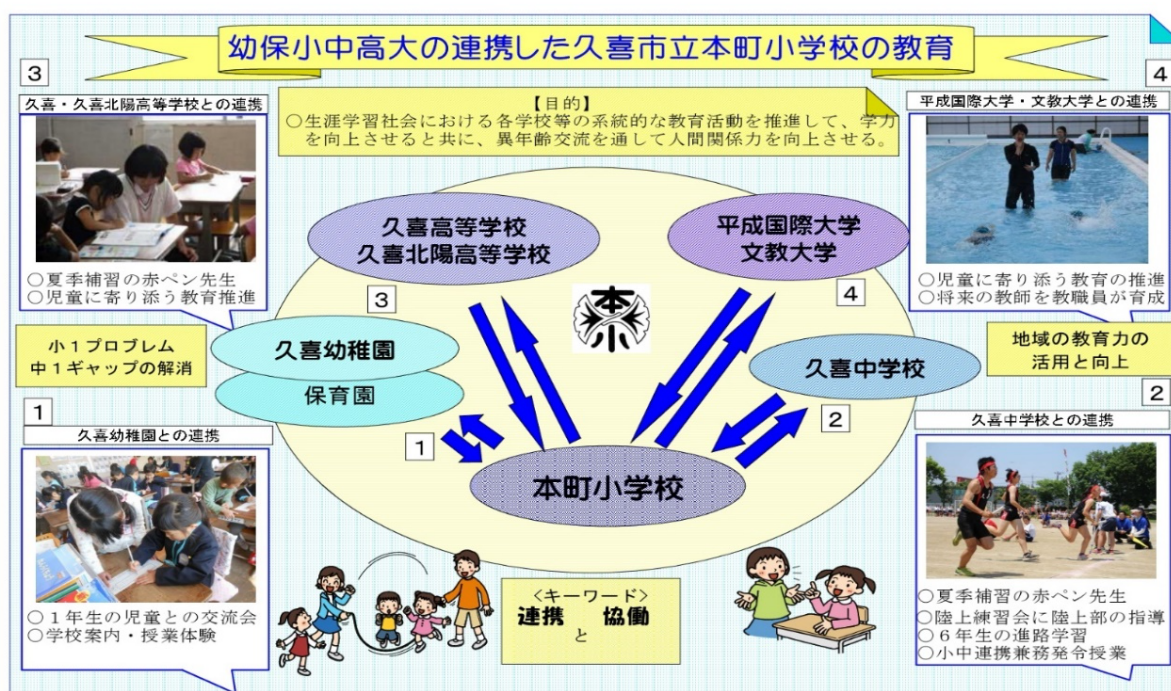 幼保小中高大の連携した久喜市立本町小学校の教育
3
久喜・久喜北陽高等学校との連携
○夏季補習の赤ペン先生
○児童に寄り添う教育推進
【目的】
○生涯学習社会における各学校等の系統的な教育活動を推進して、学力
を向上させると共に、異年齢交流を通して人間関係力を向上させる。
4
平成国際大学・文教大学との連携
○児童に寄り添う教育の推進
○将来の教師を教職員が育成
久喜高等学校
久喜北陽高等学校
3
平成国際大学
文教大学
4
本
小
小1プロブレム
中1ギャップの解消
久喜幼稚園
保育園
1
久喜中学校
2
地域の教育力の
活用と向上
本町小学校
1
久喜幼稚園との連携
○1年生の児童との交流会
○学校案内・授業体験
<キーワード>
連携 協働
と
2
久喜中学校との連携
○夏季補習の赤ペン先生
○陸上練習会に陸上部の指導
○6年生の進路学習
○小中連携兼務発令授業